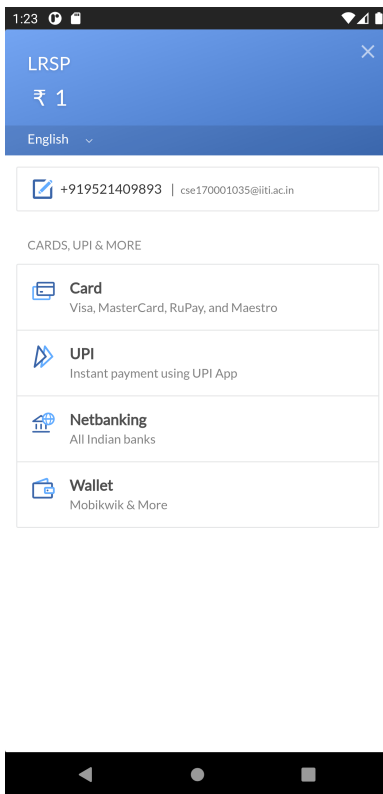 1:23
LRSP
₹ 1
English
+919521409893 | cse170001035@iiti.ac.in
CARDS, UPI & MORE
Card
Visa, MasterCard, RuPay, and Maestro
UPI
Instant payment using UPI App
Netbanking
All Indian banks
Wallet
Mobikwik & More